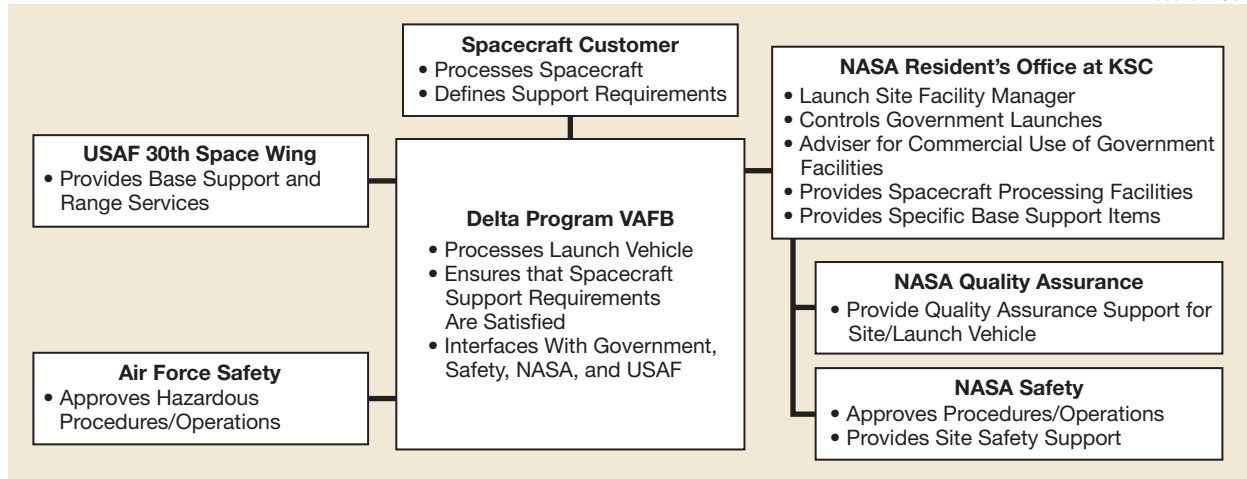 Spacecraft Customer
• Processes Spacecraft
• Defines Support Requirements
NASA Resident's Office at KSC
• Launch Site Facility Manager
• Controls Government Launches
• Adviser for Commercial Use of Government
Facilities
• Provides Spacecraft Processing Facilities
• Provides Specific Base Support Items
USAF 30th Space Wing
• Provides Base Support and
Range Services
Delta Program VAFB
• Processes Launch Vehicle
• Ensures that Spacecraft
Support Requirements
Are Satisfied
• Interfaces With Government,
Safety, NASA, and USAF
NASA Quality Assurance
• Provide Quality Assurance Support for
Site/Launch Vehicle
Air Force Safety
• Approves Hazardous
Procedures/Operations
NASA Safety
• Approves Procedures/Operations
• Provides Site Safety Support